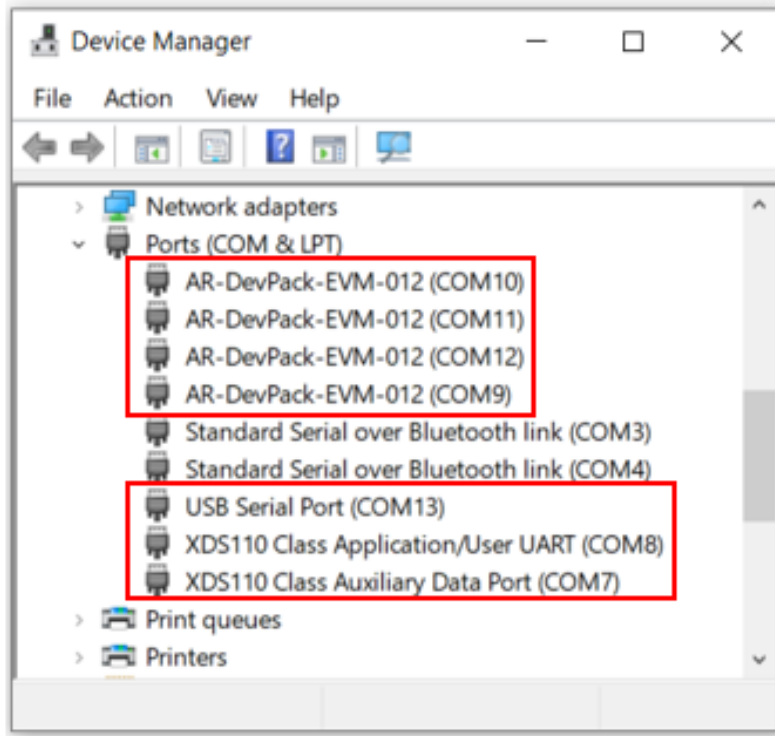 Device Manager
File Action View Help
Network adapters
Ports (COM & LPT)
AR-DevPack-EVM-012 (COM10)
AR-DevPack-EVM-012 (COM11)
AR-DevPack-EVM-012 (COM12)
AR-DevPack-EVM-012 (COM9)
Standard Serial over Bluetooth link (COM3)
Standard Serial over Bluetooth link (COM4)
USB Serial Port (COM13)
XDS110 Class Application/User UART (COM8)
XDS110 Class Auxiliary Data Port (COM7)
Print queues
Printers